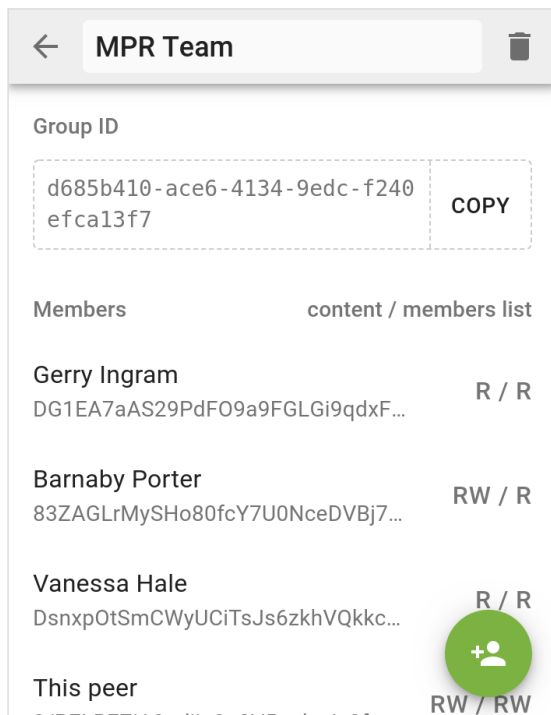 MPR Team
Group ID
d685b410-ace6-4134-9edc-f240
efca13f7
COPY
Members
content / members list
Gerry Ingram
R / R
DG1EA7aAS29PdFO9a9FGLGi9qdxF…
Barnaby Porter
RW / R
83ZAGLrMySHo80fcY7U0NceDVBj7…
Vanessa Hale
R / R
DsnxpOtSmCWyUCiTsJs6zkhVQkkc…
This peer
RW / RW